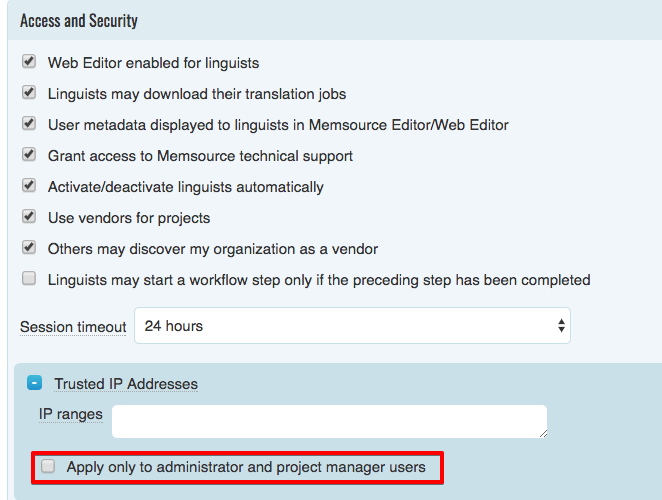 Access and Security
Web Editor enabled for linguists
Linguists may download their translation jobs
User metadata displayed to linguists in Memsource Editor/Web Editor
Grant access to Memsource technical support
Activate/deactivate linguists automatically
Use vendors for projects
Others may discover my organization as a vendor
Linguists may start a workflow step only if the preceding step has been completed
Session timeout 24 hours
Trusted IP Addresses
IP ranges
Apply only to administrator and project manager users